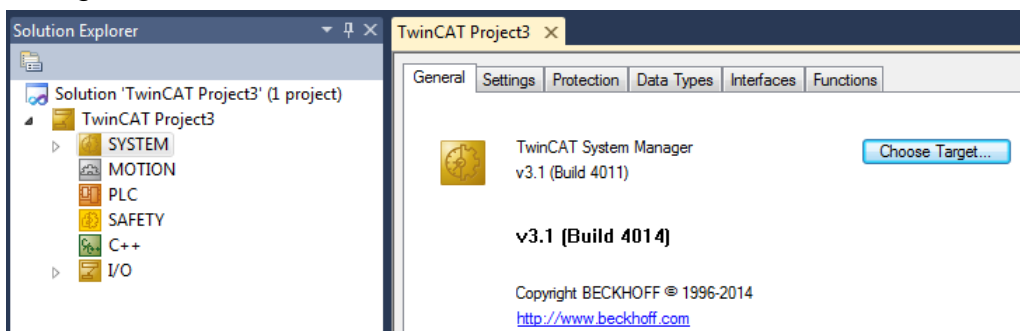 Solution Explorer
Solution 'TwinCAT Project3' (1 project)
TwinCAT Project3
SYSTEM
MOTION
PLC
SAFETY
C++
I/O
TwinCAT Project3
General Settings Protection Data Types Interfaces Functions
TwinCAT System Manager
v3.1 (Build 4011)
Choose Target...
v3.1 (Build 4014)
Copyright BECKHOFF © 1996-2014
http://www.beckhoff.com